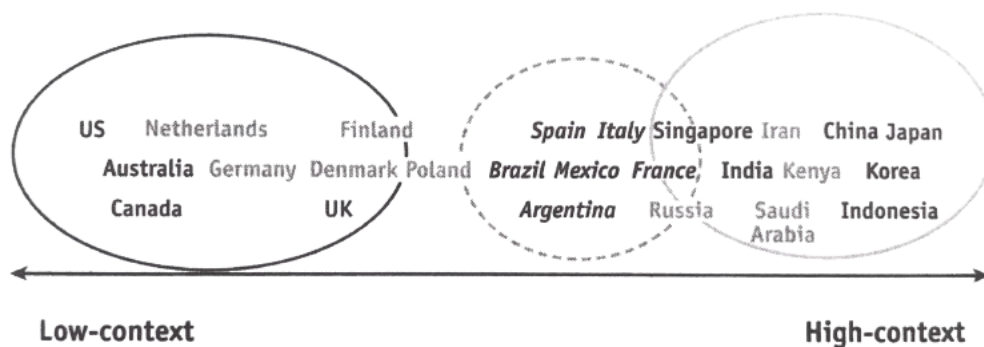 US Netherlands Finland Spain Italy Singapore Iran China Japan
Australia Germany Denmark Poland Brazil Mexico France India Kenya Korea
Canada UK Argentina Russia Saudi Arabia Indonesia
Low-context High-context